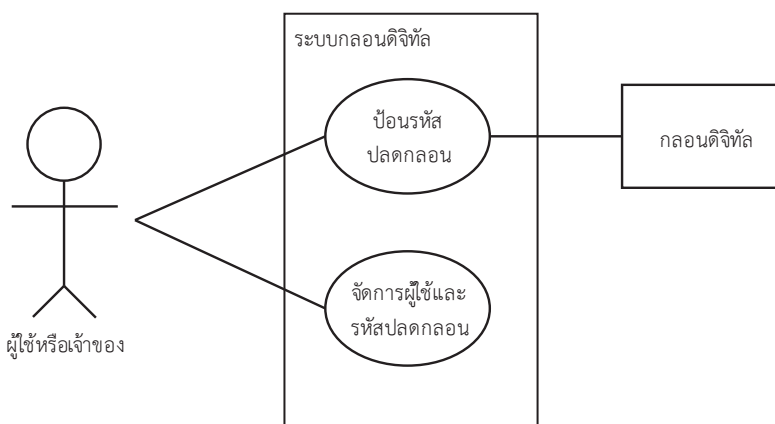 ระบบกลอนดิจิทัล
ป้อนรหัส
ปลดกลอน
กลอนดิจิทัล
จัดการผู้ใช้และ
รหัสปลดกลอน
ผู้ใช้หรือเจ้าของ